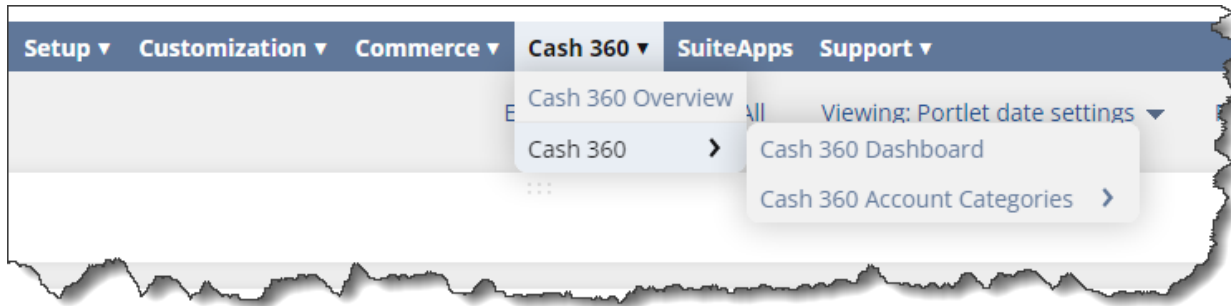 Setup ▾ Customization ▾ Commerce ▾ Cash 360 ▾ SuiteApps Support ▾
Cash 360 Overview
Viewing: Portlet date settings
Cash 360
Cash 360 Dashboard
Cash 360 Account Categories